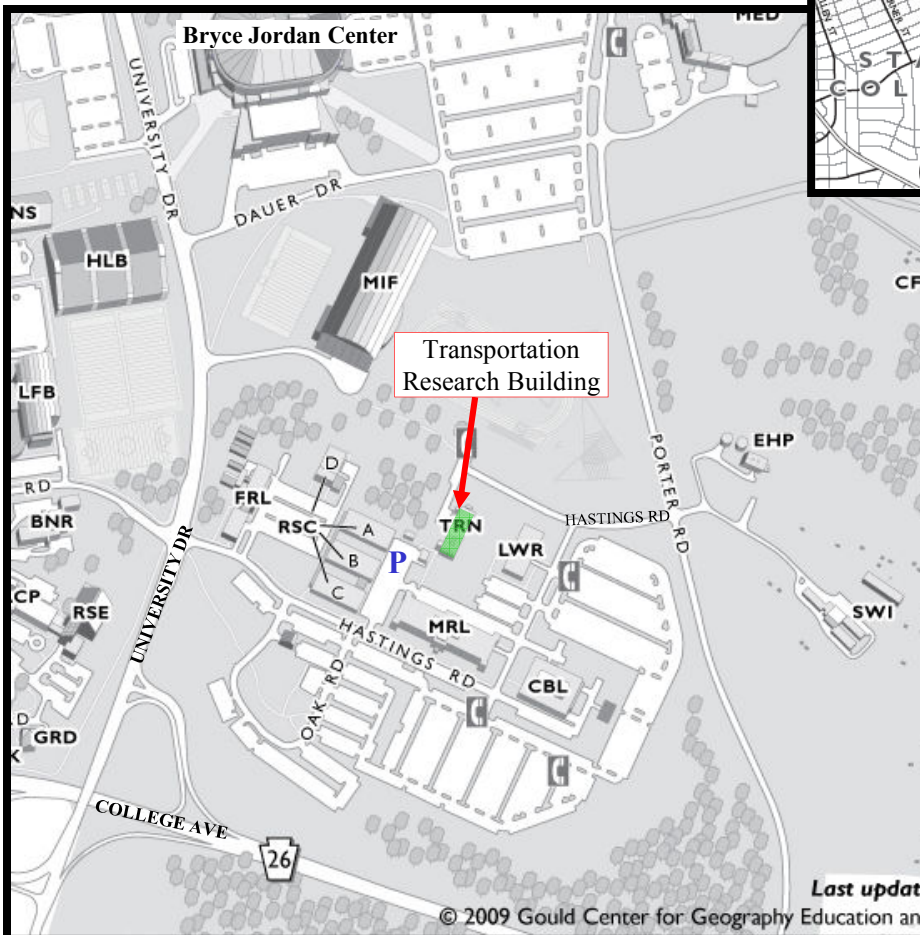 Bryce Jordan Center
MED
STA
COL
UNIVERSITY DR
DAUER DR
NS
HLB
MIF
CF
Transportation
Research Building
LFB
PORTER RD
EHP
D
RD
FRL
A
TRN
HASTINGS RD
BNR
RSC
LWR
B
P
C
UNIVERSITY DR
CP
RSE
HASTINGS RD
MRL
SWI
CBL
OAK RD
D
GRD
K
COLLEGE AVE
26
Last updat
© 2009 Gould Center for Geography Education an